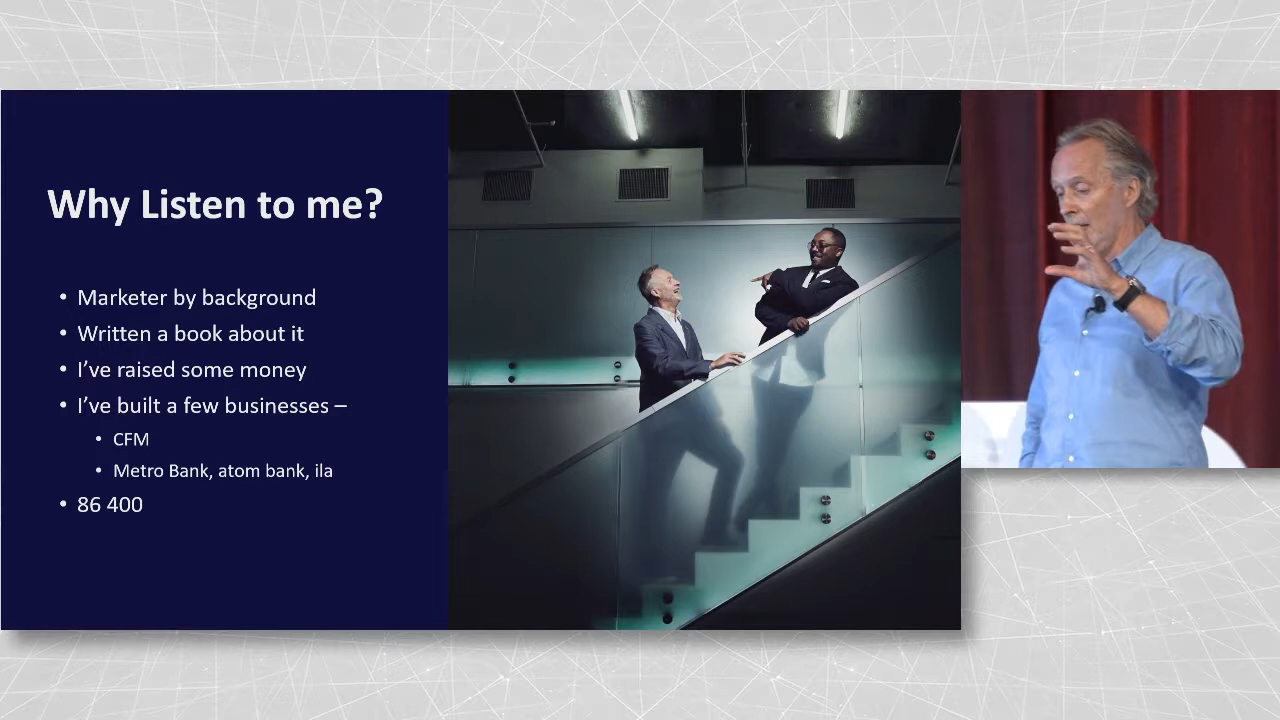 Why Listen to me?
• Marketer by background
• Written a book about it
• I've raised some money
• I've built a few businesses –
• CFM
• Metro Bank, atom bank, ila
• 86 400